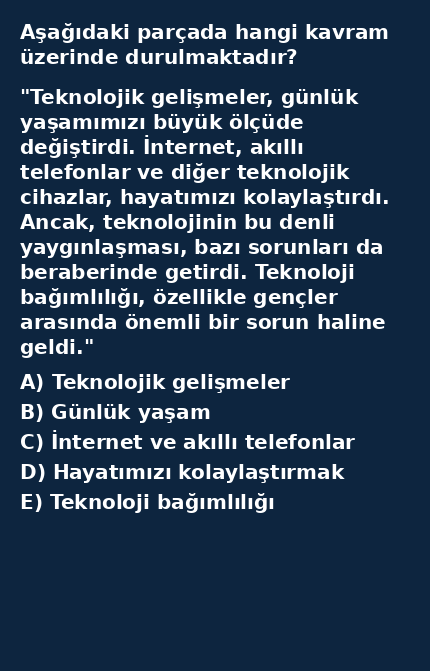 Aşağıdaki parçada hangi kavram
üzerinde durulmaktadır?
"Teknolojik gelişmeler, günlük
yaşamımızı büyük ölçüde
değiştirdi. İnternet, akıllı
telefonlar ve diğer teknolojik
cihazlar, hayatımızı kolaylaştırdı.
Ancak, teknolojinin bu denli
yaygınlaşması, bazı sorunları da
beraberinde getirdi. Teknoloji
bağımlılığı, özellikle gençler
arasında önemli bir sorun haline
geldi."
A) Teknolojik gelişmeler
B) Günlük yaşam
C) İnternet ve akıllı telefonlar
D) Hayatımızı kolaylaştırmak
E) Teknoloji bağımlılığı